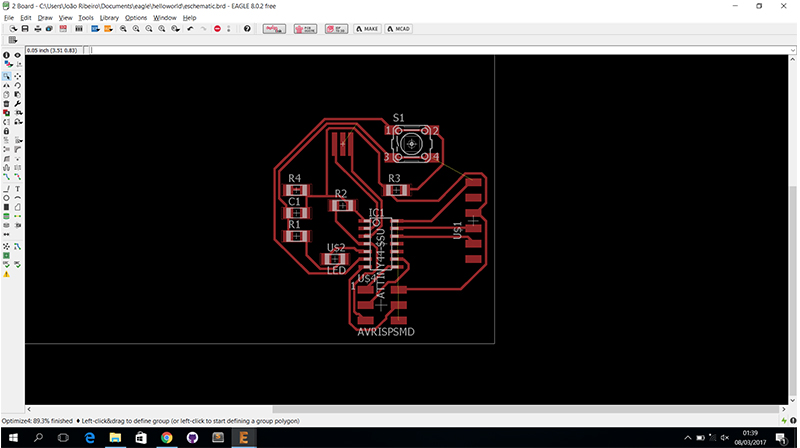 2 Board - C:\Users\João Ribeiro\Documents\eagle\helloworld\eschematic.brd - EAGLE 8.0.2 free
File Edit Draw View Tools Library Options Window Help
MAKE MCAD
0.05 inch (3.51 0.83)
S1
1 2
3 4
R4
R3
C1
R2
IC1
R1
US1
ATTINY44-SSU
US2
LED
US4
1
AVRISPSMD
Optimize4: 89.3% finished Left-click&drag to define group (or left-click to start defining a group polygon)
01:39
08/03/2017